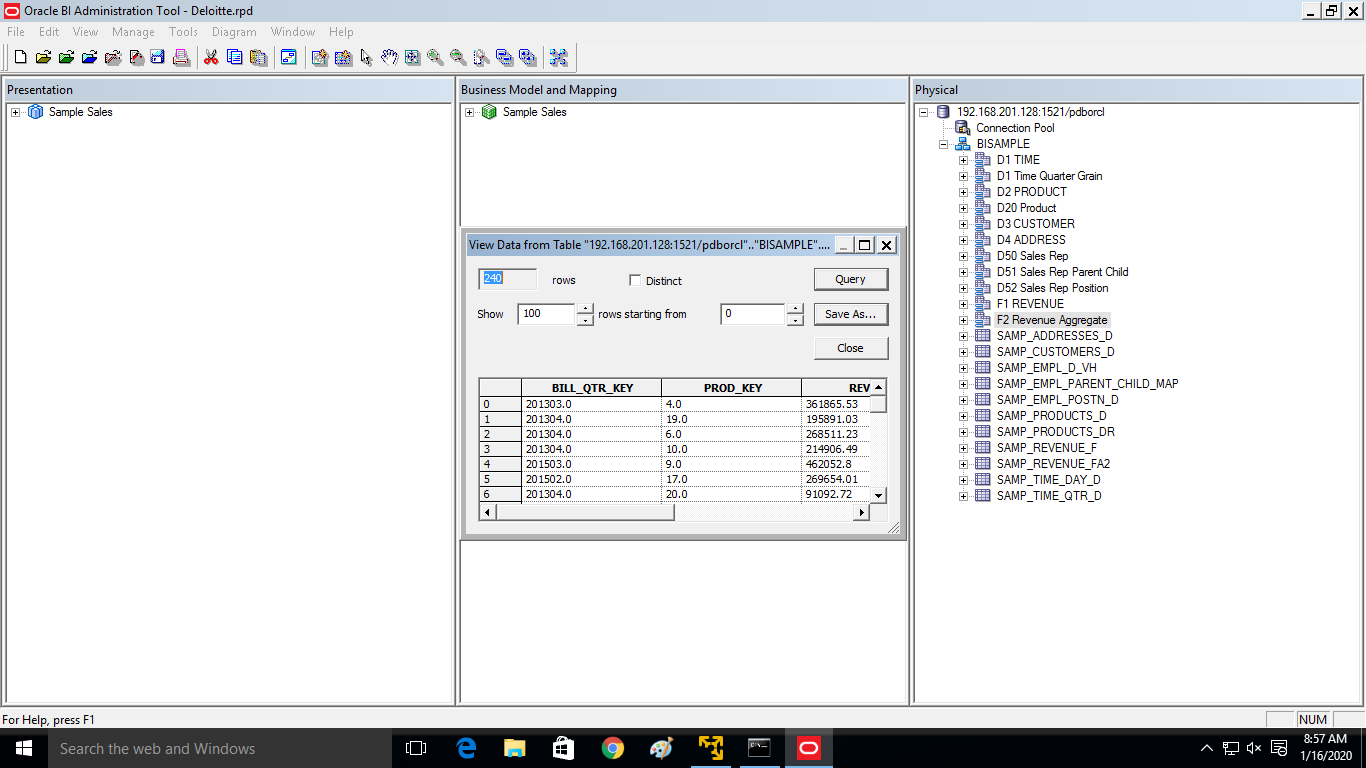 Oracle BI Administration Tool - Deloitte.rpd
File Edit View Manage Tools Diagram Window Help
Presentation
Sample Sales
Business Model and Mapping
Sample Sales
Physical
192.168.201.128:1521/pdborcl
Connection Pool
BISAMPLE
D1 TIME
D1 Time Quarter Grain
D2 PRODUCT
D20 Product
D3 CUSTOMER
D4 ADDRESS
D50 Sales Rep
D51 Sales Rep Parent Child
D52 Sales Rep Position
F1 REVENUE
F2 Revenue Aggregate
SAMP_ADDRESSES_D
SAMP_CUSTOMERS_D
SAMP_EMPL_D_VH
SAMP_EMPL_PARENT_CHILD_MAP
SAMP_EMPL_POSTN_D
SAMP_PRODUCTS_D
SAMP_PRODUCTS_DR
SAMP_REVENUE_F
SAMP_REVENUE_FA2
SAMP_TIME_DAY_D
SAMP_TIME_QTR_D
View Data from Table "192.168.201.128:1521/pdborcl".."BISAMPLE"....
240 rows Distinct Query
Show 100 rows starting from 0 Save As...
Close
BILL_QTR_KEY PROD_KEY REV
0 201303.0 4.0 361865.53
1 201304.0 19.0 195891.03
2 201304.0 6.0 268511.23
3 201304.0 10.0 214906.49
4 201503.0 9.0 462052.8
5 201502.0 17.0 269654.01
6 201304.0 20.0 91092.72
For Help, press F1
NUM
Search the web and Windows
8:57 AM
1/16/2020